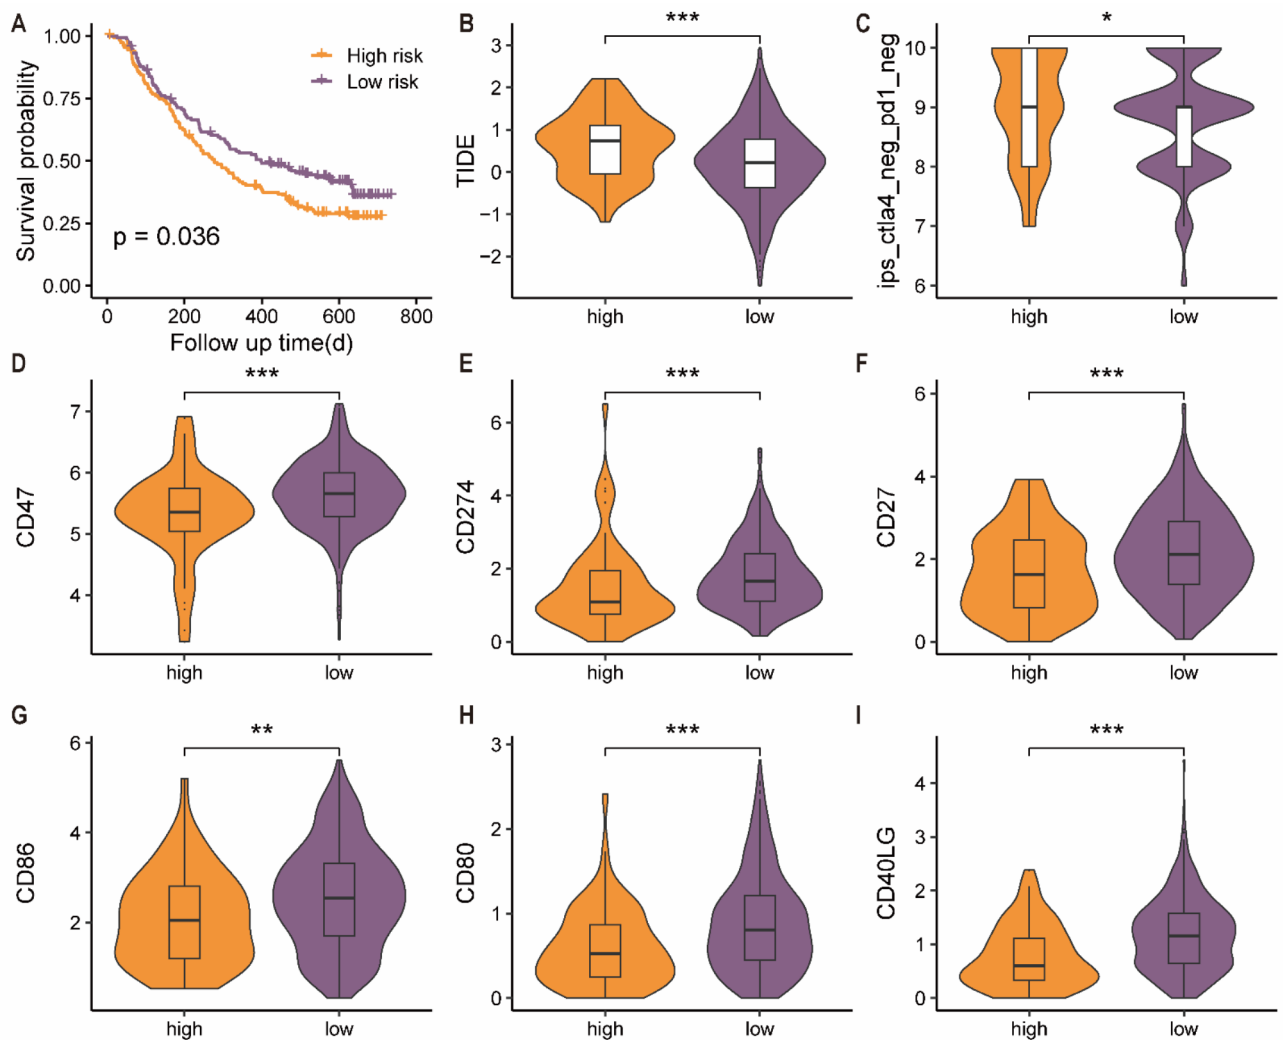 A
Survival probability
1.00
0.75
0.50
0.25
0.00
High risk
Low risk
p = 0.036
0 200 400 600 800
Follow up time(d)
B
***
TIDE
3
2
1
0
−1
−2
high low
C
*
ips_ctla4_neg_pd1_neg
10
9
8
7
6
high low
D
***
CD47
7
6
5
4
high low
E
***
CD274
6
4
2
0
high low
F
***
CD27
6
4
2
0
high low
G
**
CD86
6
4
2
high low
H
***
CD80
3
2
1
0
high low
I
***
CD40LG
4
3
2
1
0
high low